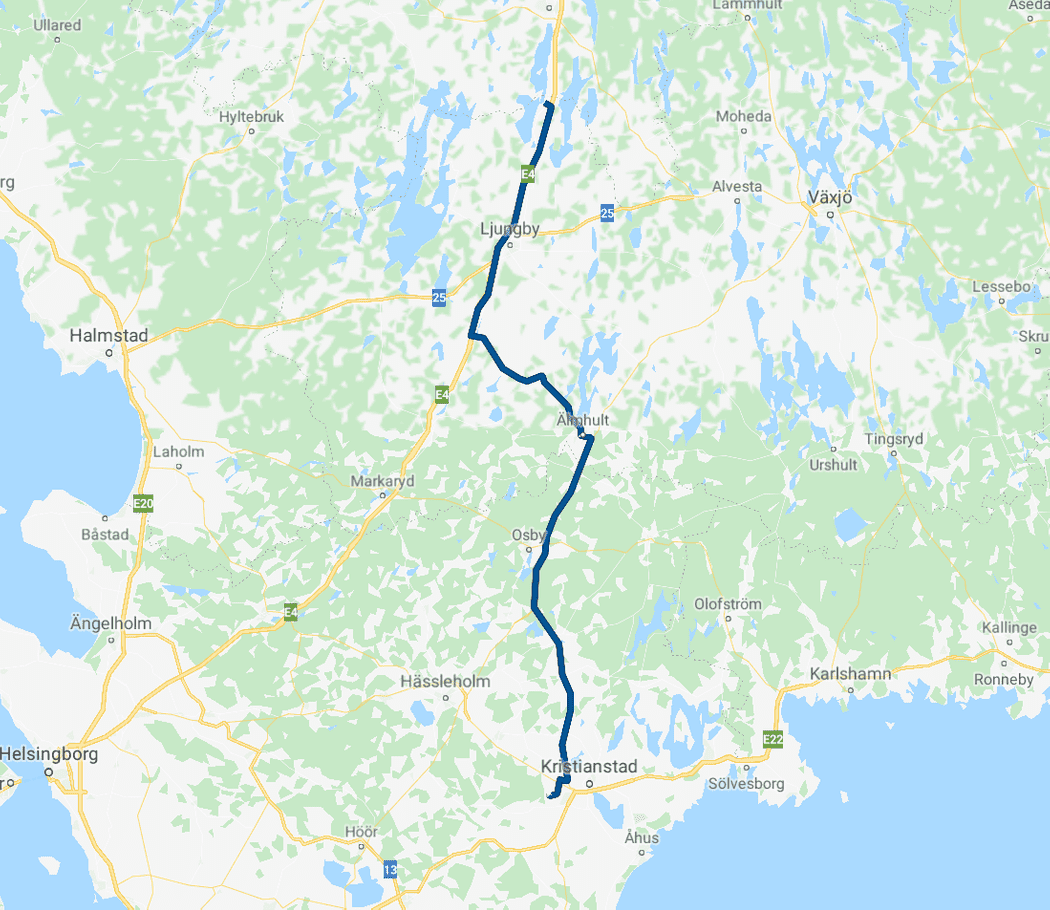 Lammhult
Aseda
Ullared
Hyltebruk
Moheda
E4
rg
Alvesta
Växjö
25
Ljungby
25
Lessebo
Halmstad
Skru
E4
Älmhult
Laholm
Tingsryd
Urshult
Markaryd
E20
Båstad
Osby
E4
Olofström
Ängelholm
Kallinge
Karlshamn
Ronneby
Hässleholm
E22
Helsingborg
Kristianstad
r
Sölvesborg
Höör
Åhus
13